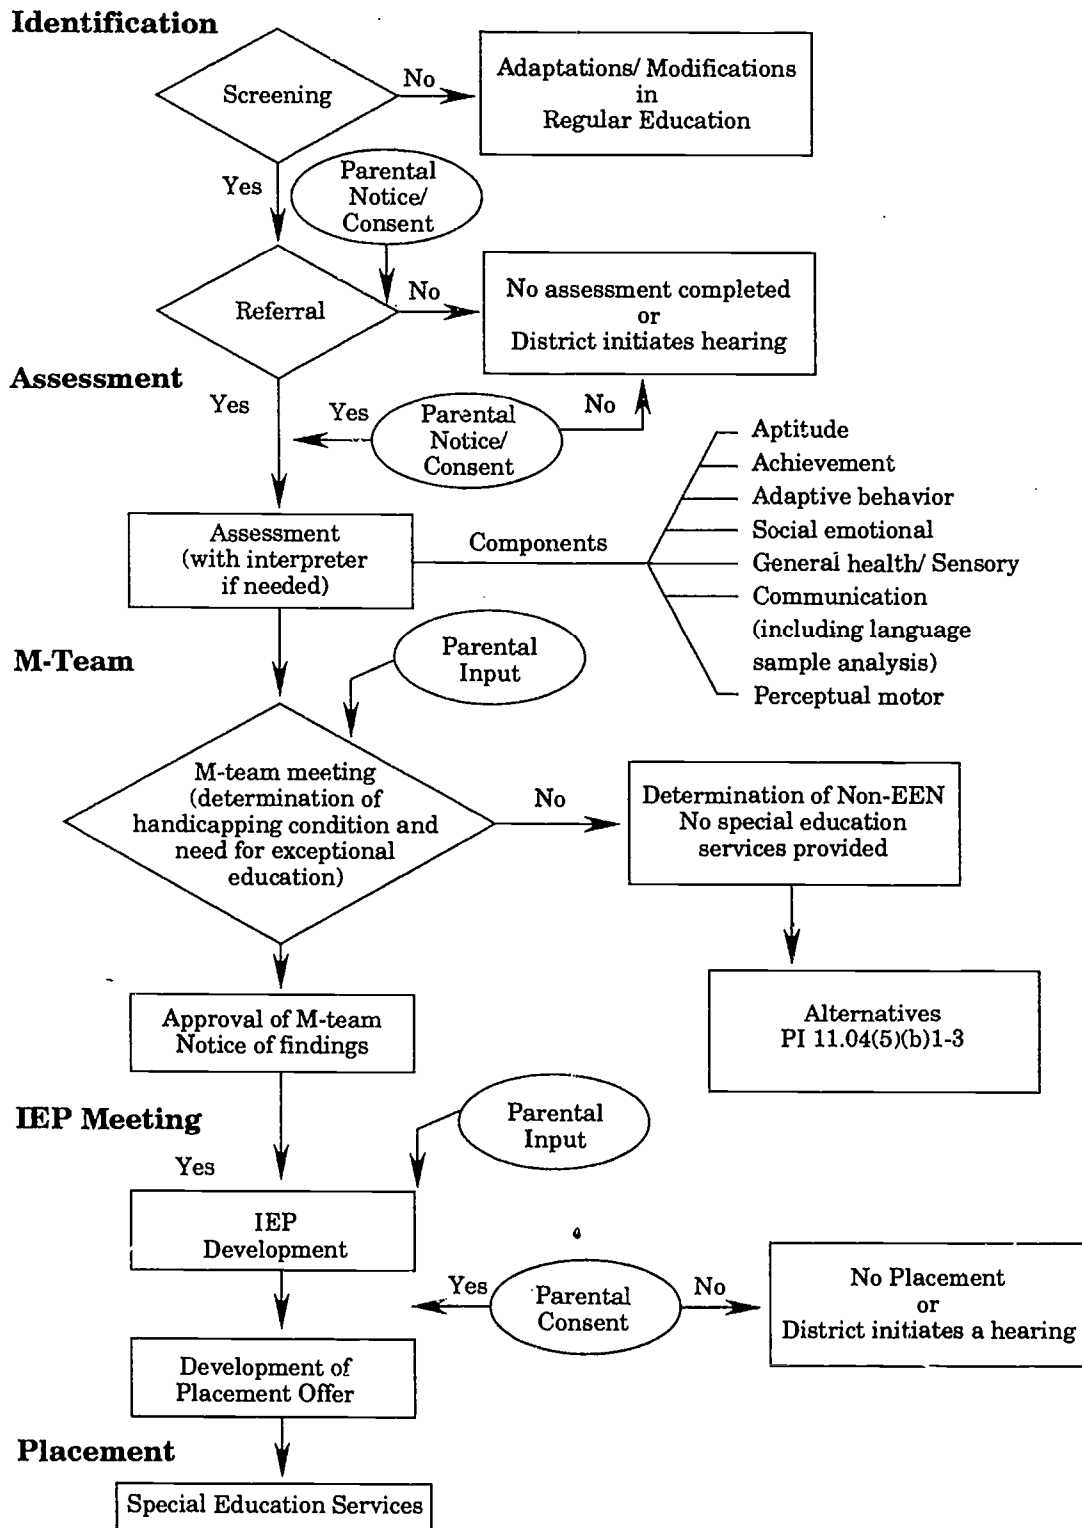 Identification
Screening
No
Adaptations/ Modifications
in
Regular Education
Yes
Parental
Notice/
Consent
Referral
No
No assessment completed
or
District initiates hearing
Assessment
Yes
Yes
Parental
Notice/
Consent
No
Aptitude
Achievement
Adaptive behavior
Social emotional
General health/ Sensory
Communication
(including language
sample analysis)
Perceptual motor
Assessment
(with interpreter
if needed)
Components
M-Team
Parental
Input
M-team meeting
(determination of
handicapping condition and
need for exceptional
education)
No
Determination of Non-EEN
No special education
services provided
Alternatives
PI 11.04(5)(b)1-3
Approval of M-team
Notice of findings
IEP Meeting
Parental
Input
Yes
IEP
Development
Yes
Parental
Consent
No
No Placement
or
District initiates a hearing
Development of
Placement Offer
Placement
Special Education Services